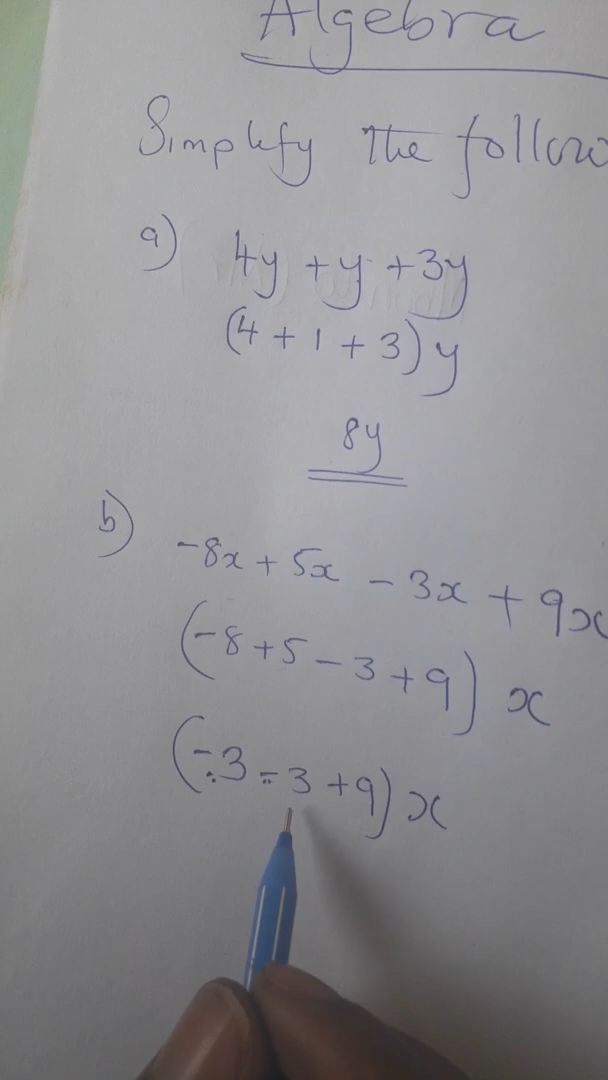 Algebra
Simplify the follow
a) 4y + y + 3y
(4 + 1 + 3) y
8y
b) -8x + 5x - 3x + 9x
(-8 + 5 - 3 + 9) x
(-3 - 3 + 9) x